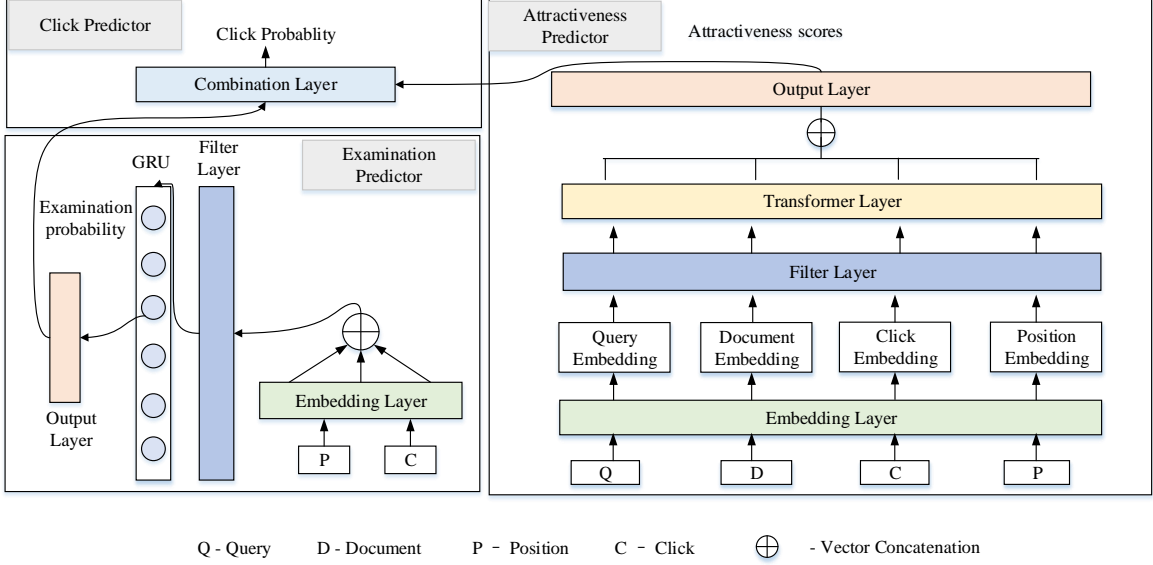 Click Predictor
Click Probablity
Combination Layer
Attractiveness
Predictor
Attractiveness scores
Output Layer
Transformer Layer
Filter Layer
Query
Embedding
Document
Embedding
Click
Embedding
Position
Embedding
Embedding Layer
Q
D
C
P
Examination
Predictor
GRU
Filter
Layer
Examination
probability
Output
Layer
Embedding Layer
P
C
Q - Query
D - Document
P - Position
C - Click
- Vector Concatenation